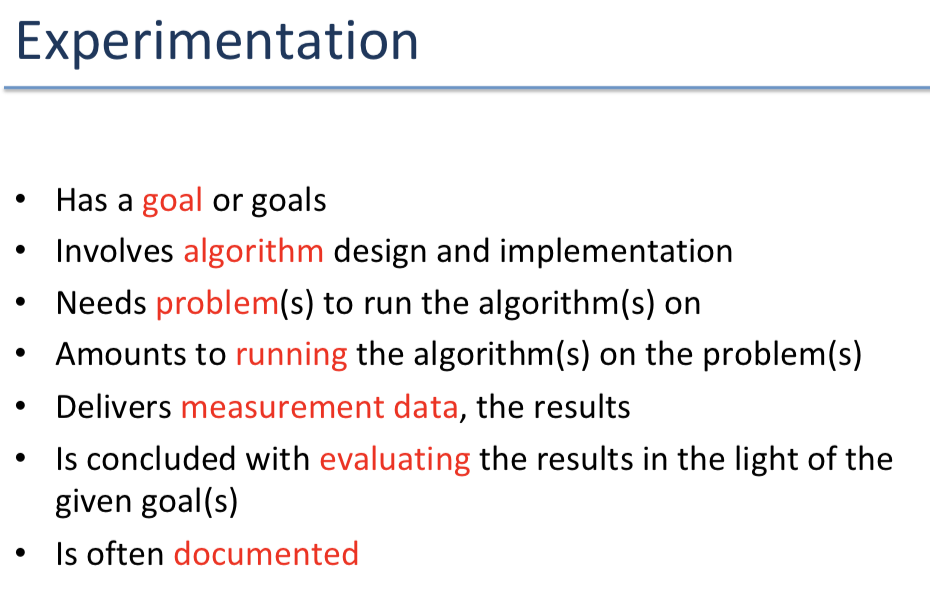 Experimentation
• Has a goal or goals
• Involves algorithm design and implementation
• Needs problem(s) to run the algorithm(s) on
• Amounts to running the algorithm(s) on the problem(s)
• Delivers measurement data, the results
• Is concluded with evaluating the results in the light of the
given goal(s)
• Is often documented